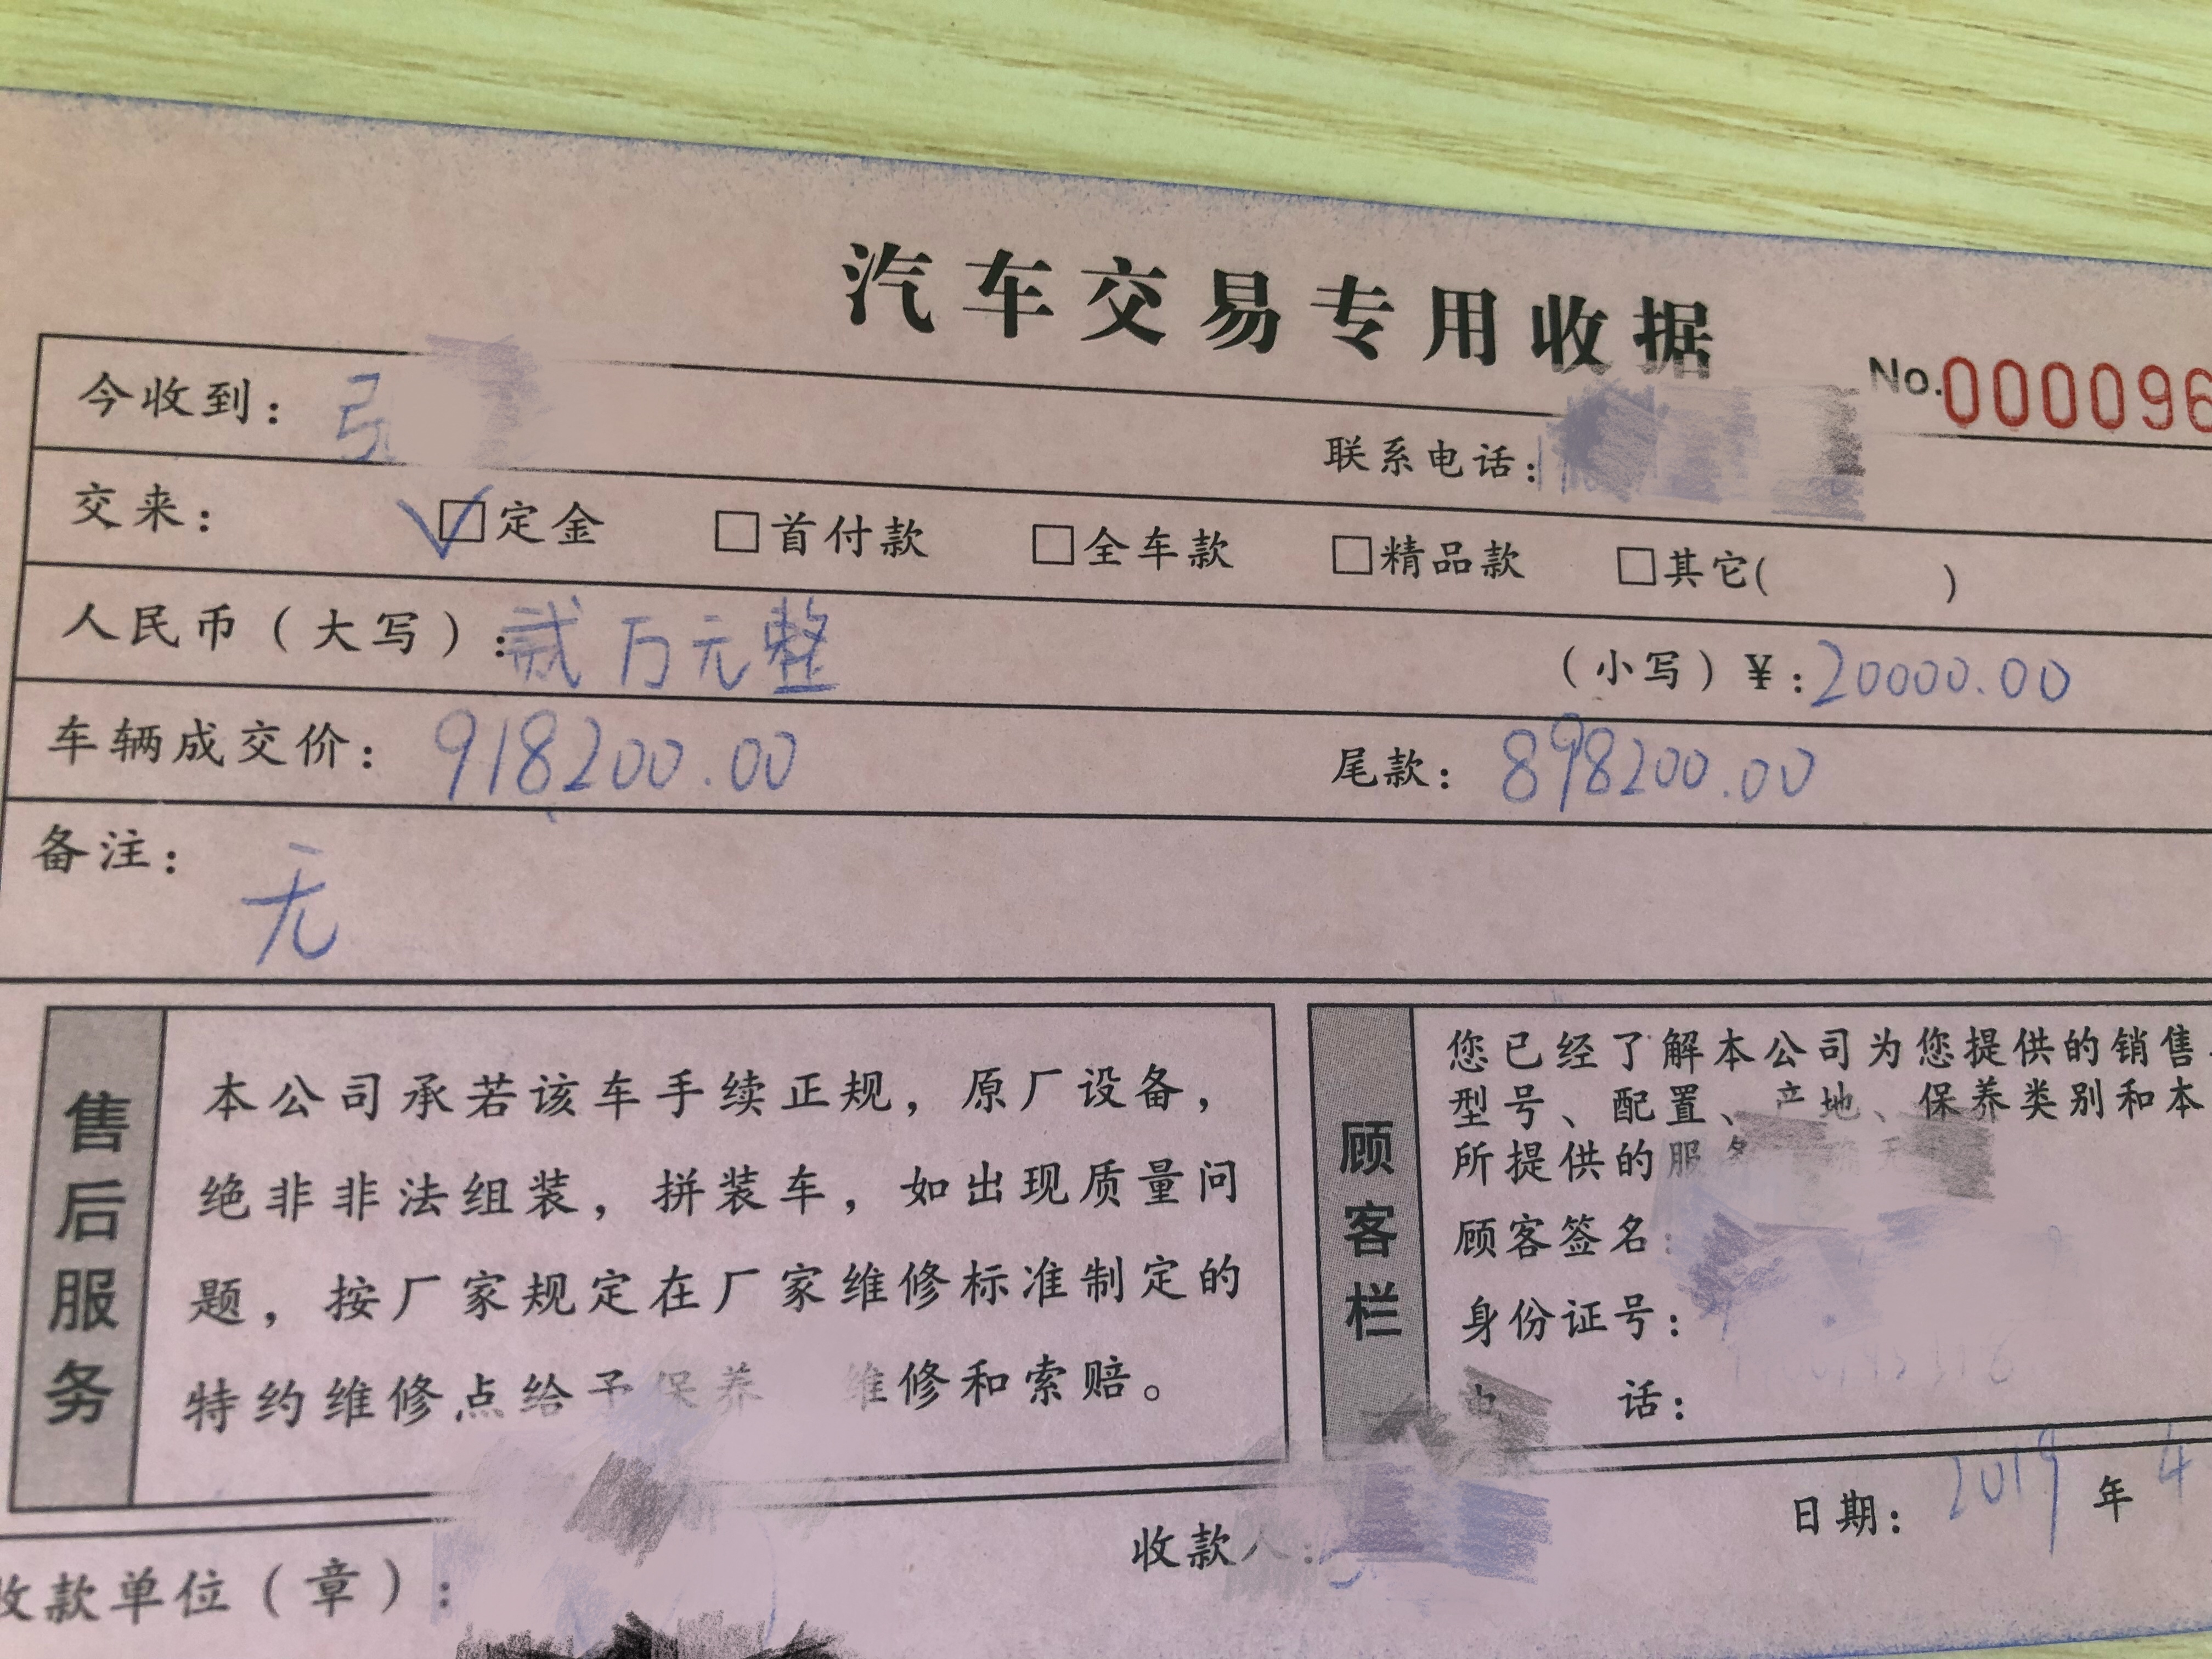 汽车交易专用收据
No.000096
今收到：
联系电话：
交来： ☑定金 □首付款 □全车款 □精品款 □其它( )
人民币（大写）：贰万元整 （小写）¥：20000.00
车辆成交价：918200.00 尾款：898200.00
备注：
无
售后服务
本公司承若该车手续正规，原厂设备，
绝非非法组装，拼装车，如出现质量问
题，按厂家规定在厂家维修标准制定的
特约维修点给予保养 维修和索赔。
顾客栏
您已经了解本公司为您提供的销售
型号、配置、产地、保养类别和本
所提供的服务
顾客签名：
身份证号：
电 话：
收款单位（章）：
收款人：
日期：2019年4